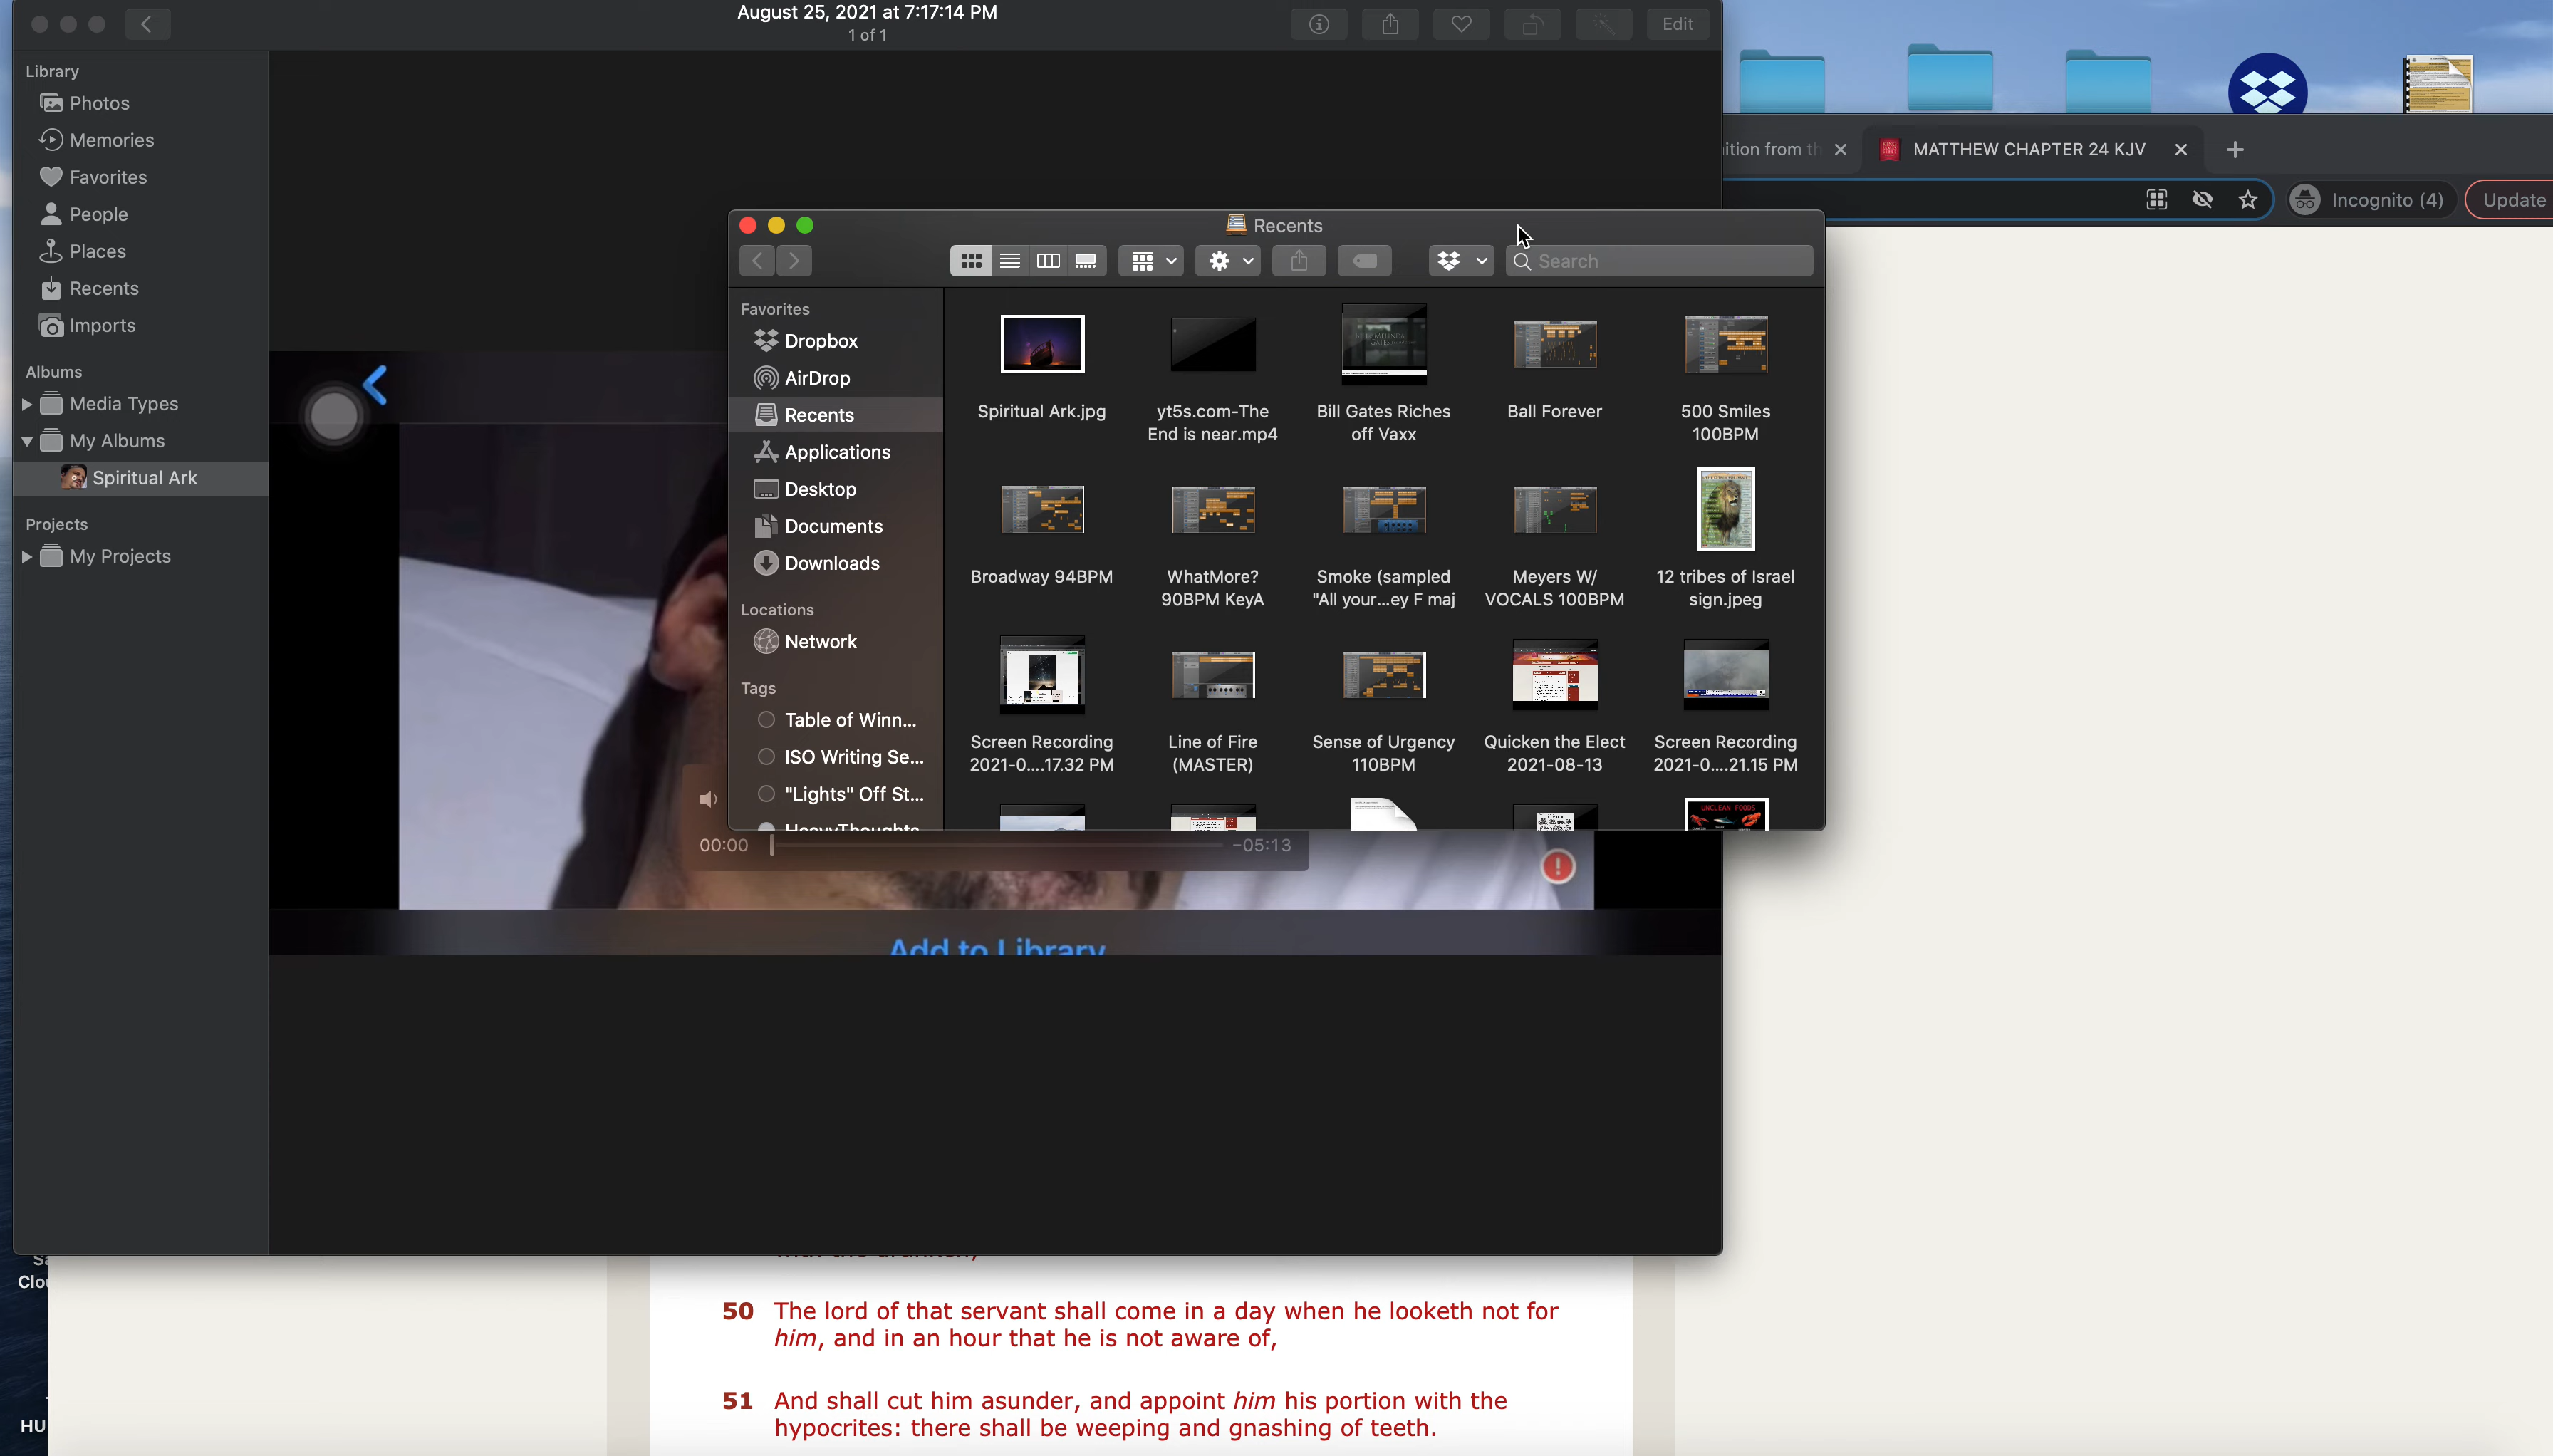 August 25, 2021 at 7:17:14 PM
1 of 1
Edit
Library
Photos
Memories
Favorites
People
Places
Recents
Imports
Albums
Media Types
My Albums
Spiritual Ark
Projects
My Projects
ition from th
MATTHEW CHAPTER 24 KJV
Incognito (4)
Update
Recents
Search
Favorites
Dropbox
AirDrop
Recents
Applications
Desktop
Documents
Downloads
Locations
Network
Tags
Table of Winn...
ISO Writing Se...
"Lights" Off St...
HeavyThoughts
Spiritual Ark.jpg
yt5s.com-The
End is near.mp4
Bill Gates Riches
off Vaxx
Ball Forever
500 Smiles
100BPM
Broadway 94BPM
WhatMore?
90BPM KeyA
Smoke (sampled
"All your...ey F maj
Meyers W/
VOCALS 100BPM
12 tribes of Israel
sign.jpeg
Screen Recording
2021-0....17.32 PM
Line of Fire
(MASTER)
Sense of Urgency
110BPM
Quicken the Elect
2021-08-13
Screen Recording
2021-0....21.15 PM
UNCLEAN FOODS
00:00
-05:13
Add to Library
Clou
HU
50 The lord of that servant shall come in a day when he looketh not for
him, and in an hour that he is not aware of,
51 And shall cut him asunder, and appoint him his portion with the
hypocrites: there shall be weeping and gnashing of teeth.